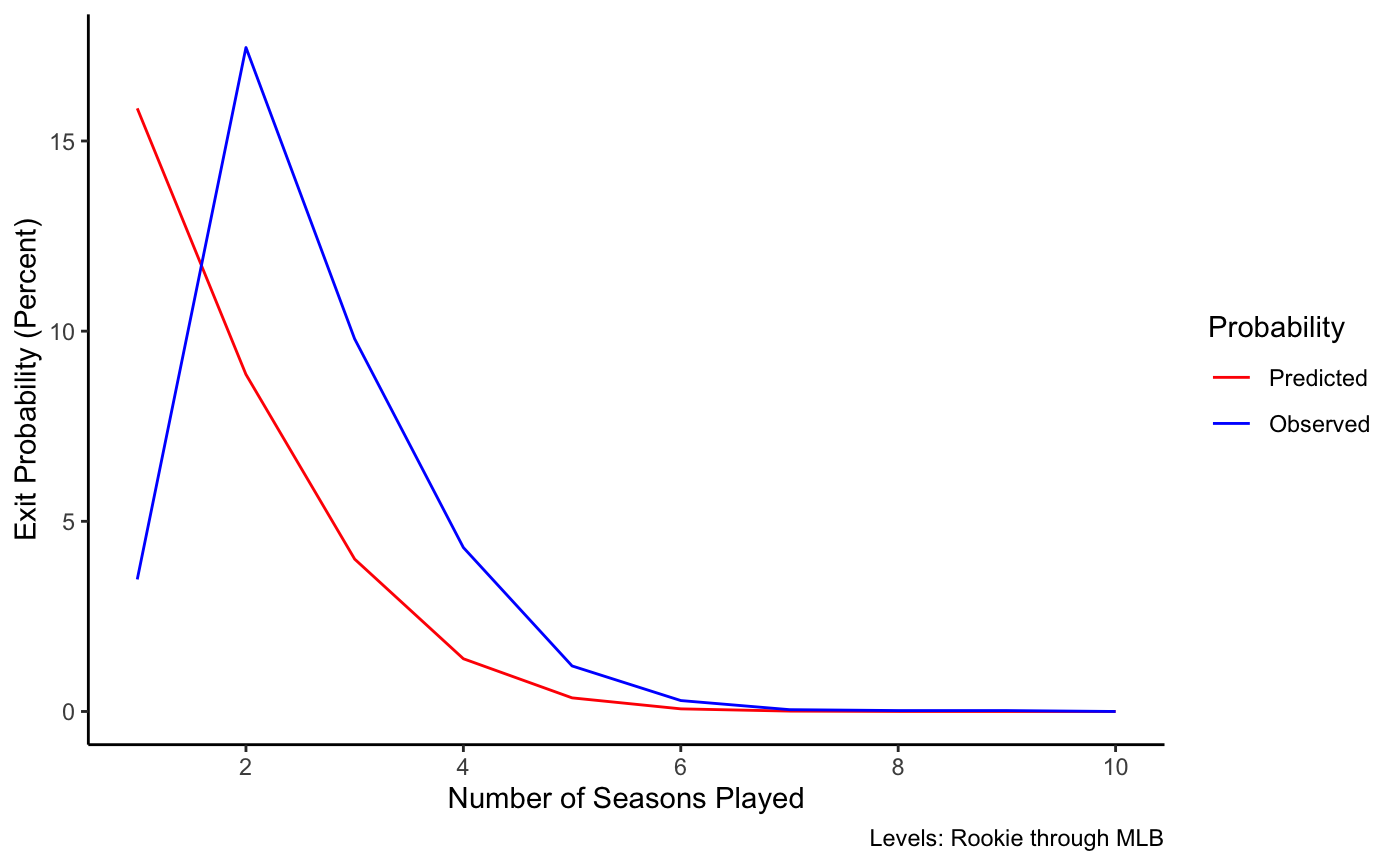 Exit Probability (Percent)
15
10
5
0
2 4 6 8 10
Number of Seasons Played
Levels: Rookie through MLB
Probability
Predicted
Observed